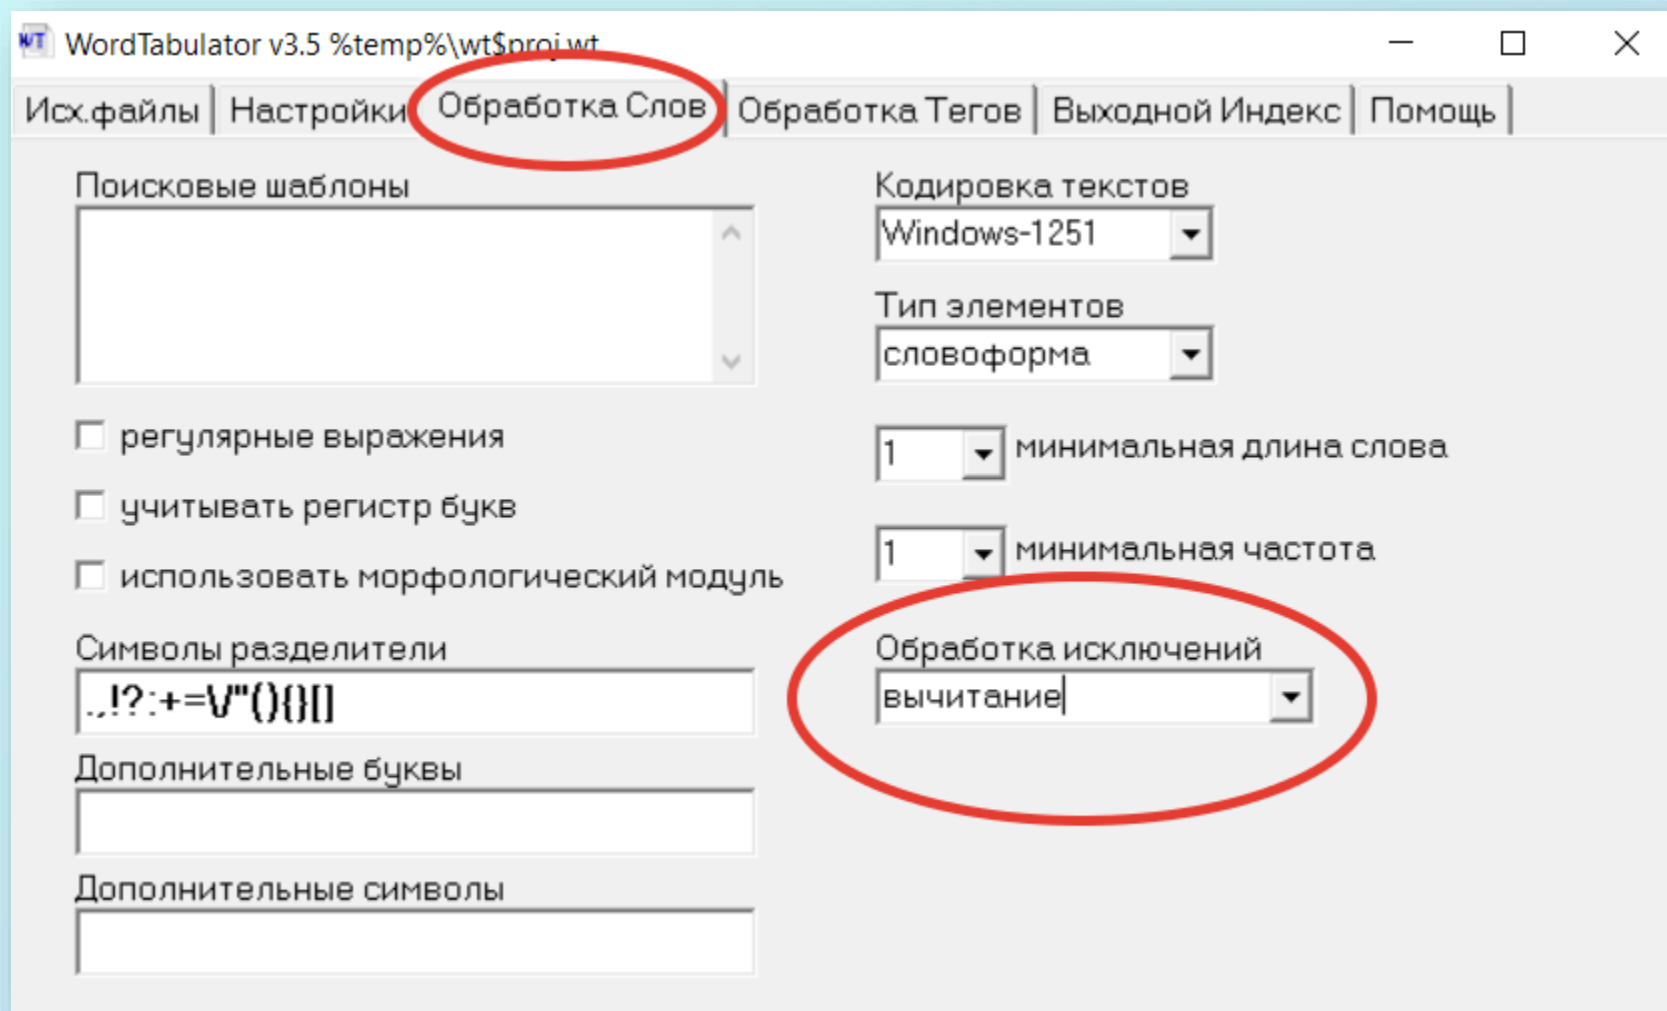 WT WordTabulator v3.5 %temp%\wt$proj.wt
Исх.файлы Настройки Обработка Слов Обработка Тегов Выходной Индекс Помощь
Поисковые шаблоны
Кодировка текстов
Windows-1251
Тип элементов
словоформа
регулярные выражения
1 минимальная длина слова
учитывать регистр букв
1 минимальная частота
использовать морфологический модуль
Символы разделители
.,!?:+=\/"(){}[]
Обработка исключений
вычитание
Дополнительные буквы
Дополнительные символы